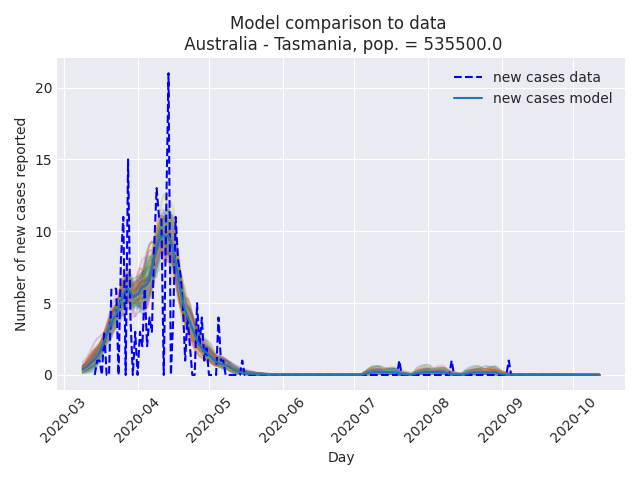 Model comparison to data
Australia - Tasmania, pop. = 535500.0
new cases data
new cases model
Number of new cases reported
20
15
10
5
0
2020-03
2020-04
2020-05
2020-06
2020-07
2020-08
2020-09
2020-10
Day